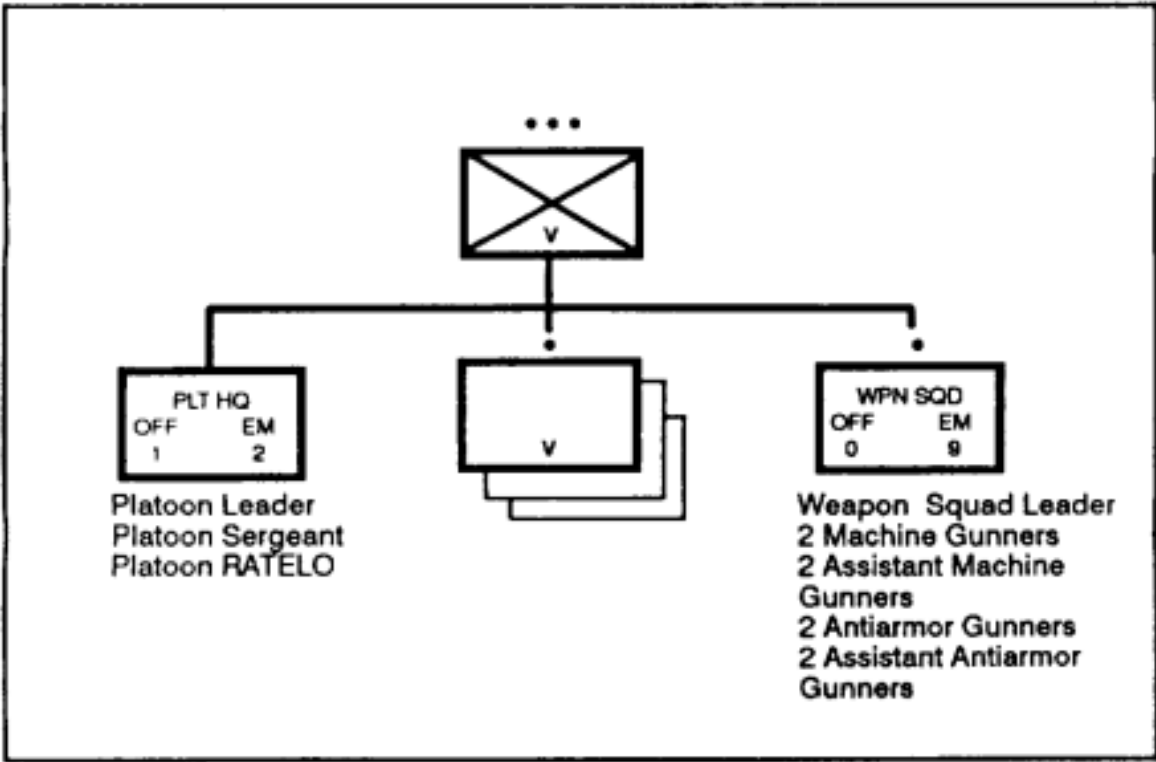 V
PLT HQ
OFF EM
1 2
Platoon Leader
Platoon Sergeant
Platoon RATELO
V
WPN SQD
OFF EM
0 9
Weapon Squad Leader
2 Machine Gunners
2 Assistant Machine
Gunners
2 Antiarmor Gunners
2 Assistant Antiarmor
Gunners